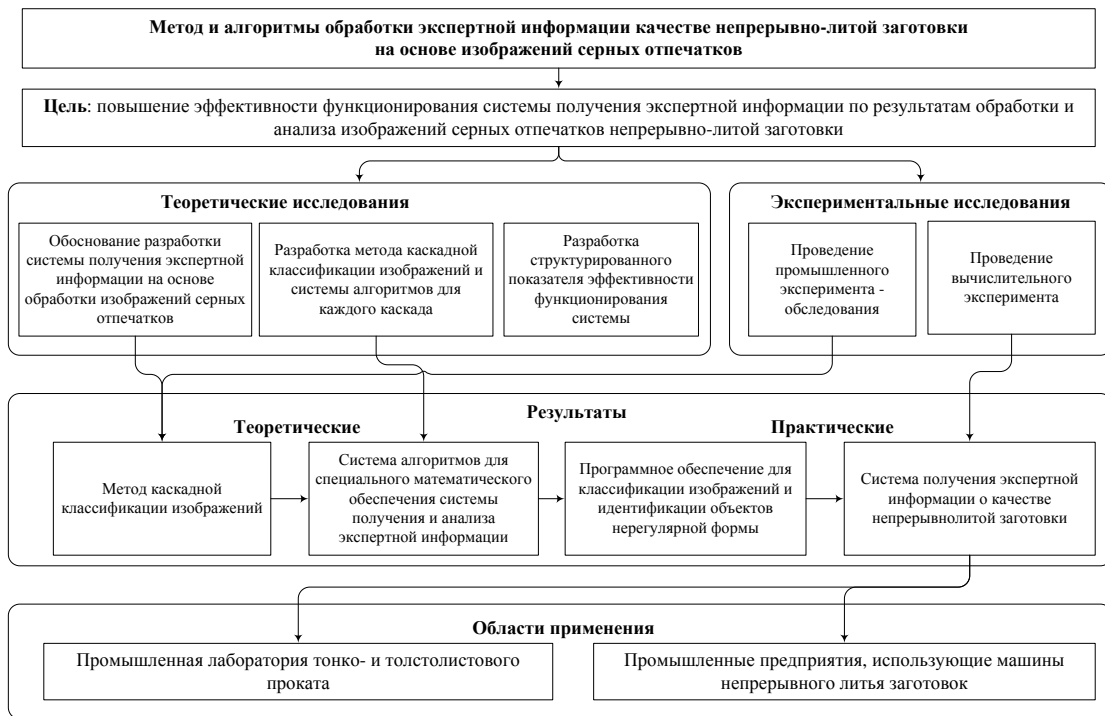 Метод и алгоритмы обработки экспертной информации качестве непрерывно-литой заготовки
на основе изображений серных отпечатков
Цель: повышение эффективности функционирования системы получения экспертной информации по результатам обработки и
анализа изображений серных отпечатков непрерывно-литой заготовки
Теоретические исследования
Обоснование разработки
системы получения экспертной
информации на основе
обработки изображений серных
отпечатков
Разработка метода каскадной
классификации изображений и
системы алгоритмов для
каждого каскада
Разработка
структурированного
показателя эффективности
функционирования
системы
Экспериментальные исследования
Проведение
промышленного
эксперимента -
обследования
Проведение
вычислительного
эксперимента
Результаты
Теоретические
Практические
Метод каскадной
классификации изображений
Система алгоритмов для
специального математического
обеспечения системы
получения и анализа
экспертной информации
Программное обеспечение для
классификации изображений и
идентификации объектов
нерегулярной формы
Система получения экспертной
информации о качестве
непрерывнолитой заготовки
Области применения
Промышленная лаборатория тонко- и толстолистового
проката
Промышленные предприятия, использующие машины
непрерывного литья заготовок